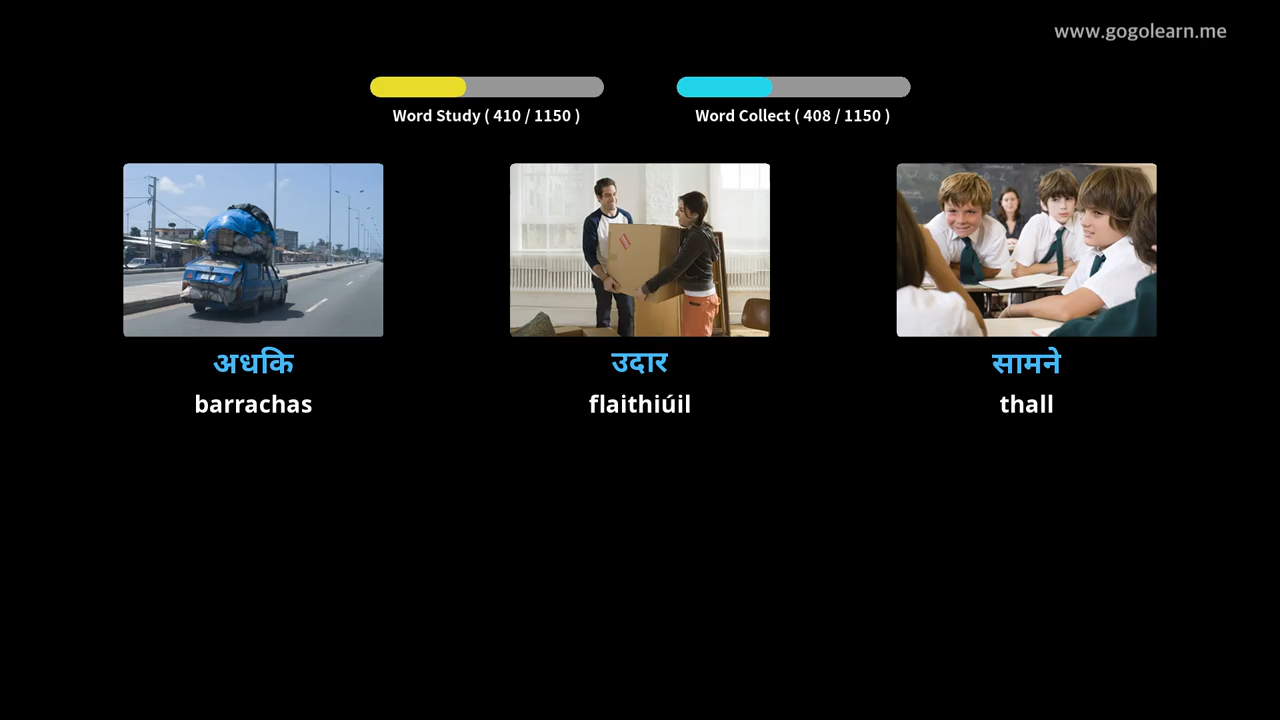 www.gogolearn.me
Word Study ( 410 / 1150 )
Word Collect ( 408 / 1150 )
अधकि
उदार
सामने
barrachas
flaithiúil
thall